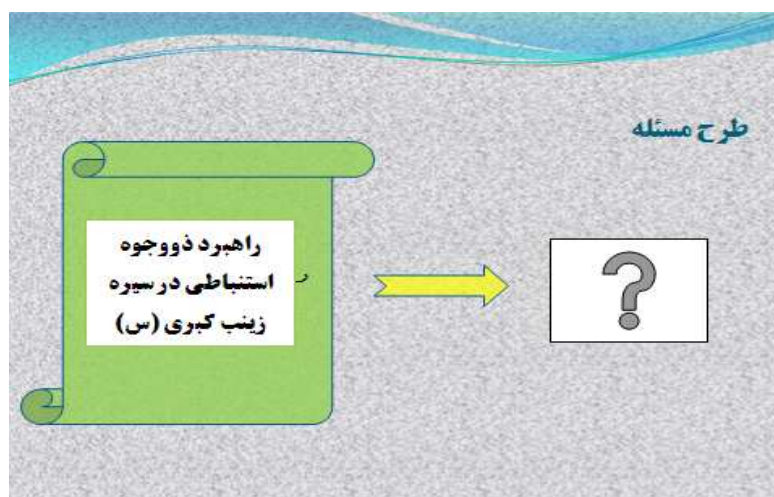 طرح مسئله
راهبرد ذووجوه
استنباطی در سیره
زینب کبری (س)
?